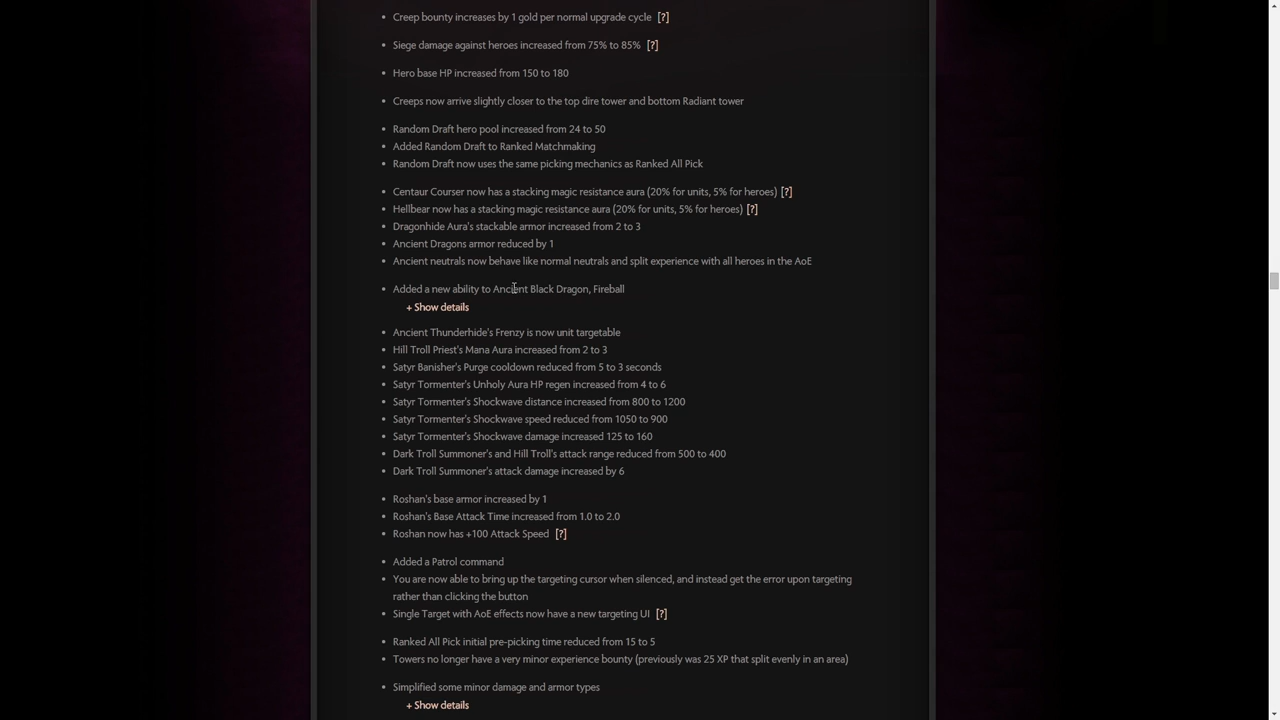 • Creep bounty increases by 1 gold per normal upgrade cycle [?]
• Siege damage against heroes increased from 75% to 85% [?]
• Hero base HP increased from 150 to 180
• Creeps now arrive slightly closer to the top dire tower and bottom Radiant tower
• Random Draft hero pool increased from 24 to 50
• Added Random Draft to Ranked Matchmaking
• Random Draft now uses the same picking mechanics as Ranked All Pick
• Centaur Courser now has a stacking magic resistance aura (20% for units, 5% for heroes) [?]
• Hellbear now has a stacking magic resistance aura (20% for units, 5% for heroes) [?]
• Dragonhide Aura's stackable armor increased from 2 to 3
• Ancient Dragons armor reduced by 1
• Ancient neutrals now behave like normal neutrals and split experience with all heroes in the AoE
• Added a new ability to Ancient Black Dragon, Fireball
+ Show details
• Ancient Thunderhide's Frenzy is now unit targetable
• Hill Troll Priest's Mana Aura increased from 2 to 3
• Satyr Banisher's Purge cooldown reduced from 5 to 3 seconds
• Satyr Tormenter's Unholy Aura HP regen increased from 4 to 6
• Satyr Tormenter's Shockwave distance increased from 800 to 1200
• Satyr Tormenter's Shockwave speed reduced from 1050 to 900
• Satyr Tormenter's Shockwave damage increased 125 to 160
• Dark Troll Summoner's and Hill Troll's attack range reduced from 500 to 400
• Dark Troll Summoner's attack damage increased by 6
• Roshan's base armor increased by 1
• Roshan's Base Attack Time increased from 1.0 to 2.0
• Roshan now has +100 Attack Speed [?]
• Added a Patrol command
• You are now able to bring up the targeting cursor when silenced, and instead get the error upon targeting
rather than clicking the button
• Single Target with AoE effects now have a new targeting UI [?]
• Ranked All Pick initial pre-picking time reduced from 15 to 5
• Towers no longer have a very minor experience bounty (previously was 25 XP that split evenly in an area)
• Simplified some minor damage and armor types
+ Show details